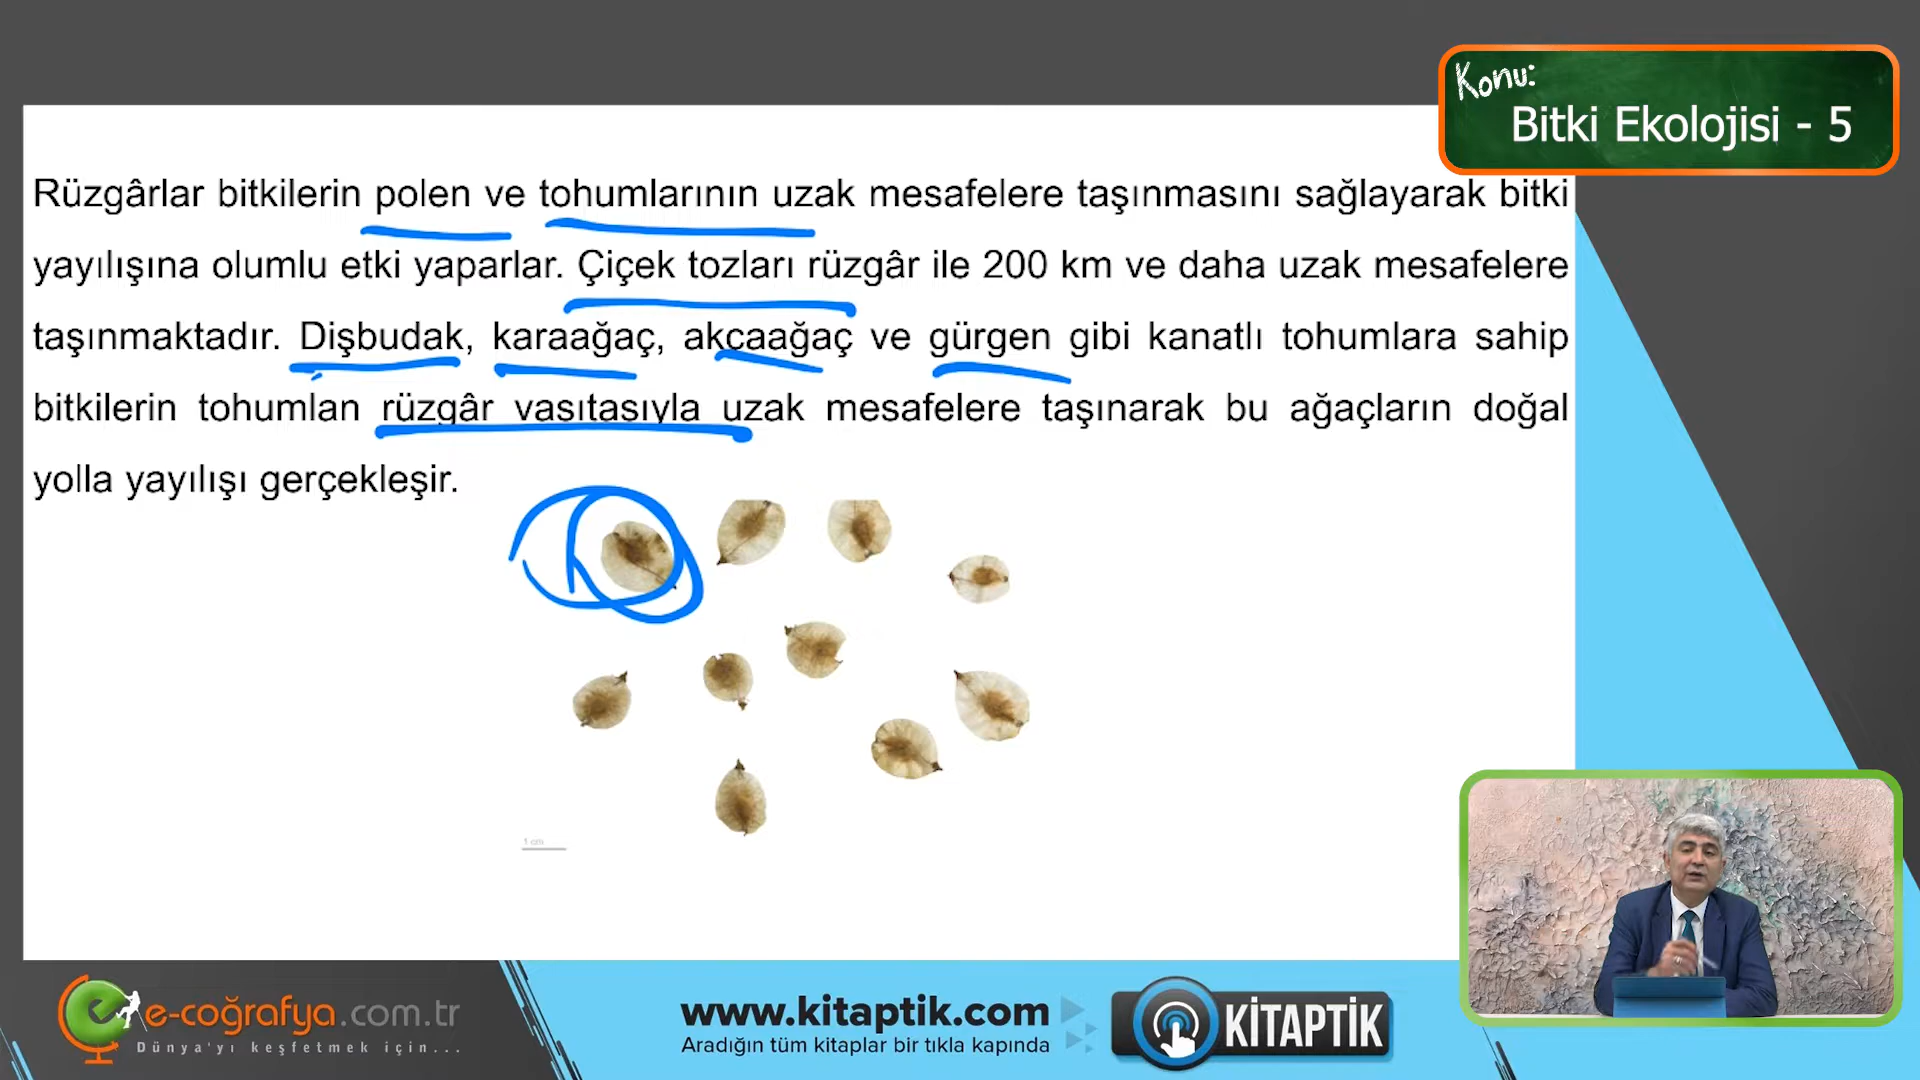 Konu:
Bitki Ekolojisi - 5
Rüzgârlar bitkilerin polen ve tohumlarının uzak mesafelere taşınmasını sağlayarak bitki
yayılışına olumlu etki yaparlar. Çiçek tozları rüzgâr ile 200 km ve daha uzak mesafelere
taşınmaktadır. Dişbudak, karaağaç, akçaağaç ve gürgen gibi kanatlı tohumlara sahip
bitkilerin tohumları rüzgâr vasıtasıyla uzak mesafelere taşınarak bu ağaçların doğal
yolla yayılışı gerçekleşir.
1 cm
e-coğrafya.com.tr
Dünya'yı keşfetmek için...
www.kitaptik.com
Aradığın tüm kitaplar bir tıkla kapında
KİTAPTİK